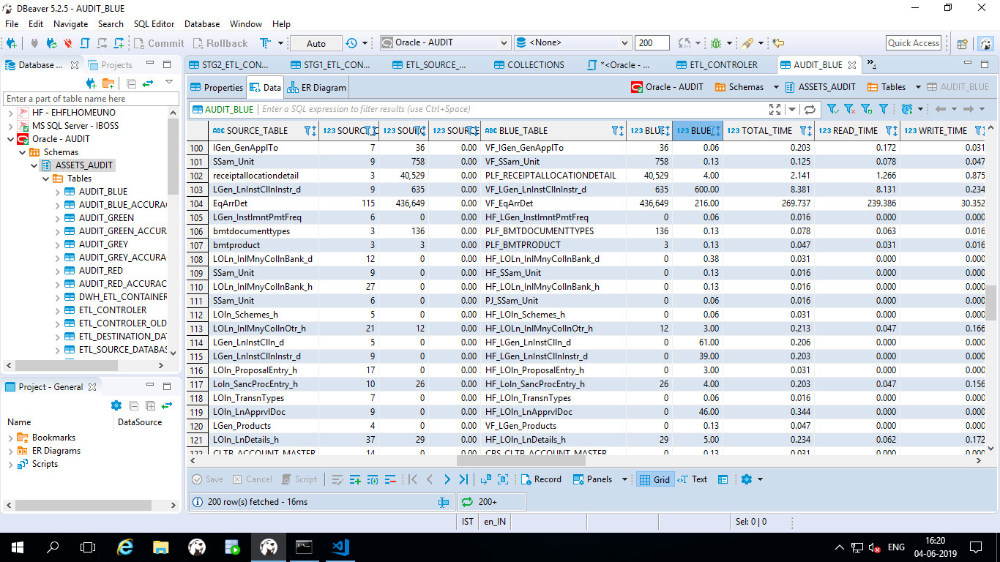 DBeaver 5.2.5 - AUDIT_BLUE
File Edit Navigate Search SQL Editor Database Window Help
Commit Rollback Auto Oracle - AUDIT <None> 200 Quick Access
Database ... Projects
STG2_ETL_CON... STG1_ETL_CON... ETL_SOURCE_... COLLECTIONS *<Oracle - ... ETL_CONTROLER AUDIT_BLUE 4
Properties Data ER Diagram Oracle - AUDIT Schemas ASSETS_AUDIT Tables AUDIT_BLUE
Enter a part of table name here
HF - EHFLHOMEUNO
MS SQL Server - IBOSS
Oracle - AUDIT
Schemas
ASSETS_AUDIT
Tables
AUDIT_BLUE
AUDIT_BLUE_ACCURA
AUDIT_GREEN
AUDIT_GREEN_ACCUR
AUDIT_GREY
AUDIT_GREY_ACCURA
AUDIT_RED
AUDIT_RED_ACCURAC
DWH_ETL_CONTAINER
ETL_CONTROLER
ETL_CONTROLER_OLD
ETL_DESTINATION_DA
ETL_SOURCE_DATABAS
Project - General
Name DataSource
Bookmarks
ER Diagrams
Scripts
AUDIT_BLUE Enter a SQL expression to filter results (use Ctrl+Space)
ABC SOURCE_TABLE 123 SOURC 123 SOUR 123 SOUR ABC BLUE_TABLE 123 BLUE 123 BLUE_ 123 TOTAL_TIME 123 READ_TIME 123 WRITE_TIME
100 IGen_GenApplTo 7 36 0.00 VF_IGen_GenApplTo 36 0.06 0.203 0.172 0.031
101 SSam_Unit 9 758 0.00 VF_SSam_Unit 758 0.13 0.125 0.078 0.047
102 receiptallocationdetail 3 40,529 0.00 PLF_RECEIPTALLOCATIONDETAIL 40,529 4.00 2.141 1.266 0.875
103 LGen_LnInstClInInstr_d 9 635 0.00 VF_LGen_LnInstClInInstr_d 635 600.00 8.381 8.131 0.234
104 EqArrDet 115 436,649 0.00 VF_EqArrDet 436,649 216.00 269.737 239.386 30.352
105 LGen_InstlmntPmtFreq 6 0 0.00 HF_LGen_InstlmntPmtFreq 0 0.06 0.016 0.000 0.000
106 bmtdocumenttypes 3 136 0.00 PLF_BMTDOCUMENTTYPES 136 0.13 0.078 0.063 0.016
107 bmtproduct 3 3 0.00 PLF_BMTPRODUCT 3 0.13 0.047 0.031 0.016
108 LOLn_InlMnyCollnBank_d 12 0 0.00 HF_LOLn_InlMnyCollnBank_d 0 0.38 0.031 0.000 0.000
109 SSam_Unit 9 0 0.00 HF_SSam_Unit 0 0.13 0.016 0.000 0.000
110 LOLn_InlMnyCollnBank_h 27 0 0.00 HF_LOLn_InlMnyCollnBank_h 0 0.13 0.016 0.000 0.000
111 SSam_Unit 6 0 0.00 PJ_SSam_Unit 0 0.06 0.016 0.000 0.000
112 LOln_Schemes_h 5 0 0.00 HF_LOln_Schemes_h 0 0.06 0.031 0.000 0.000
113 LOLn_InlMnyCollnOtr_h 21 12 0.00 HF_LOLn_InlMnyCollnOtr_h 12 3.00 0.213 0.047 0.166
114 LGen_LnInstClIn_d 5 0 0.00 HF_LGen_LnInstClIn_d 0 61.00 0.206 0.000 0.000
115 LGen_LnInstClInInstr_d 9 0 0.00 HF_LGen_LnInstClInInstr_d 0 39.00 0.203 0.000 0.000
116 LOln_ProposalEntry_h 17 0 0.00 HF_LOln_ProposalEntry_h 0 3.00 0.031 0.000 0.000
117 Loln_SancProcEntry_h 10 26 0.00 HF_Loln_SancProcEntry_h 26 4.00 0.203 0.047 0.156
118 LOln_TransnTypes 7 0 0.00 HF_LOln_TransnTypes 0 0.06 0.016 0.000 0.000
119 LOln_LnApprvlDoc 9 0 0.00 HF_LOln_LnApprvlDoc 0 46.00 0.344 0.000 0.000
120 LGen_Products 4 0 0.00 VF_LGen_Products 0 0.13 0.047 0.000 0.000
121 LOln_LnDetails_h 37 29 0.00 HF_LOln_LnDetails_h 29 5.00 0.234 0.062 0.172
122 CLTB_ACCOUNT_MASTER 14 0 0.00 CBS_CLTB_ACCOUNT_MASTER 0 0.13 0.031 0.000 0.000
Save Cancel Script Record Panels Grid Text
200 row(s) fetched - 16ms 200+
IST en_IN Sel: 0 | 0
ENG 16:20
04-06-2019